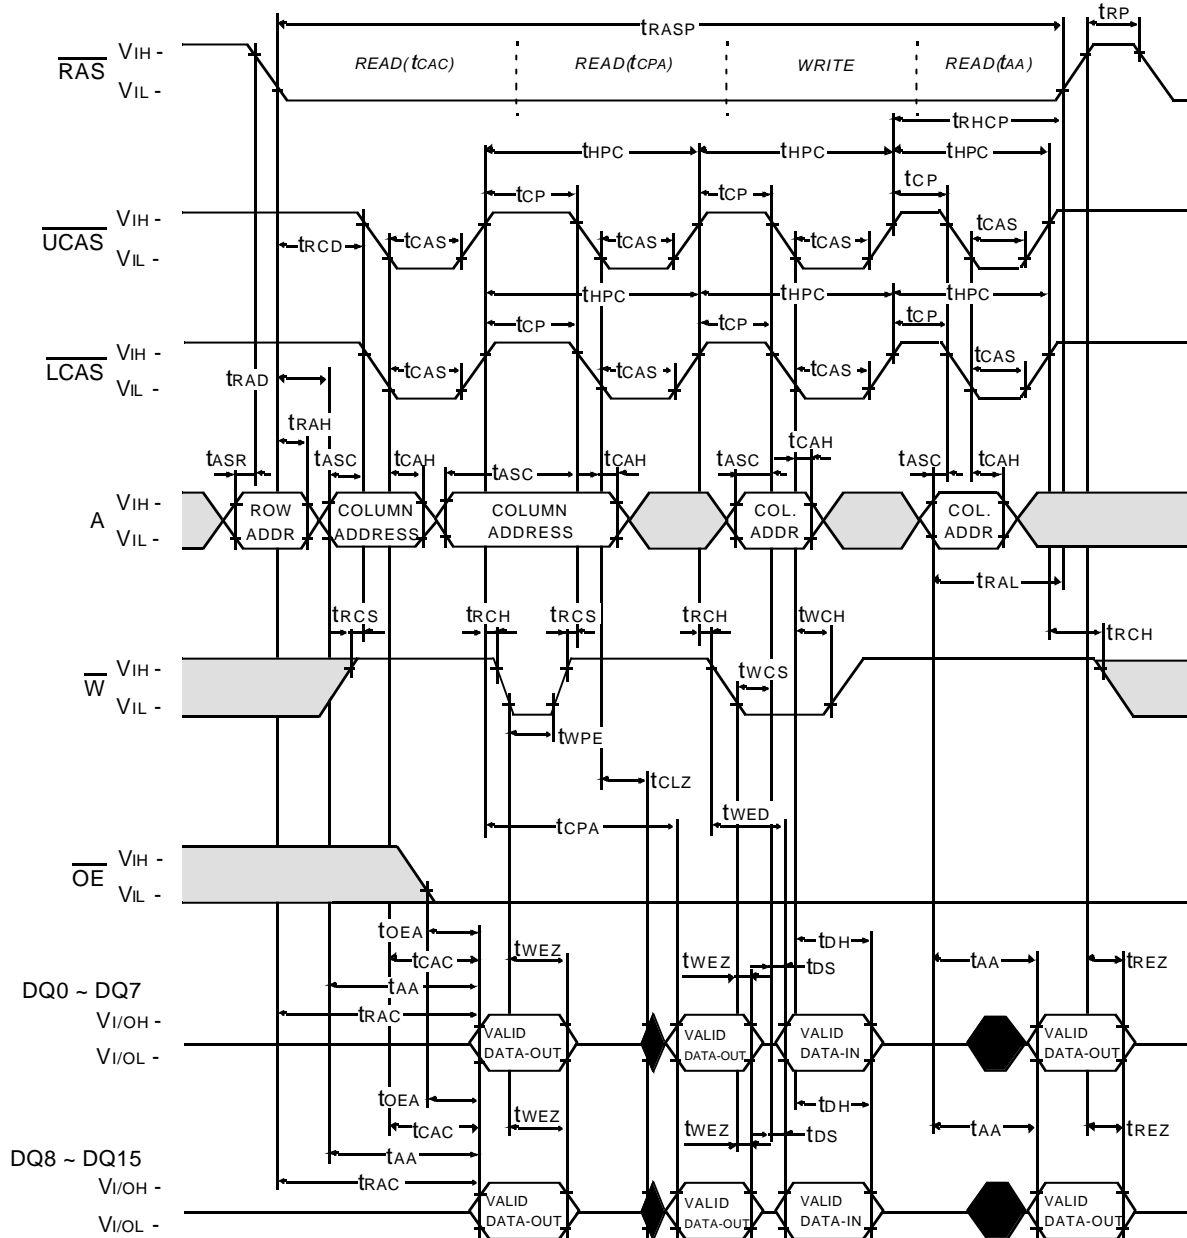 tRASP tRP
RAS VIH - READ(tCAC) READ(tCPA) WRITE READ(tAA)
VIL -
tRHCP
tHPC tHPC tHPC
tCP tCP tCP
UCAS VIH -
tRCD tCAS tCAS tCAS tCAS
VIL -
tHPC tHPC tHPC
tCP tCP tCP
LCAS VIH -
tRAD tCAS tCAS tCAS tCAS
VIL -
tRAH
tASR tASC tCAH tASC tCAH tASC tCAH tASC tCAH
A VIH - ROW COLUMN COLUMN COL. COL.
VIL - ADDR ADDRESS ADDRESS ADDR ADDR
tRAL
tRCS tRCH tRCS tRCH tWCH tRCH
W VIH -
tWCS
VIL -
tWPE
tCLZ
tCPA tWED
OE VIH -
VIL -
tOEA
tCAC tWEZ tWEZ tDH tDS tAA tREZ
DQ0 ~ DQ7 tAA
tRAC
VI/OH - VALID VALID VALID VALID
VI/OL - DATA-OUT DATA-OUT DATA-IN DATA-OUT
tOEA
tCAC tWEZ tWEZ tDH tDS tAA tREZ
DQ8 ~ DQ15 tAA
tRAC
VI/OH - VALID VALID VALID VALID
VI/OL - DATA-OUT DATA-OUT DATA-IN DATA-OUT